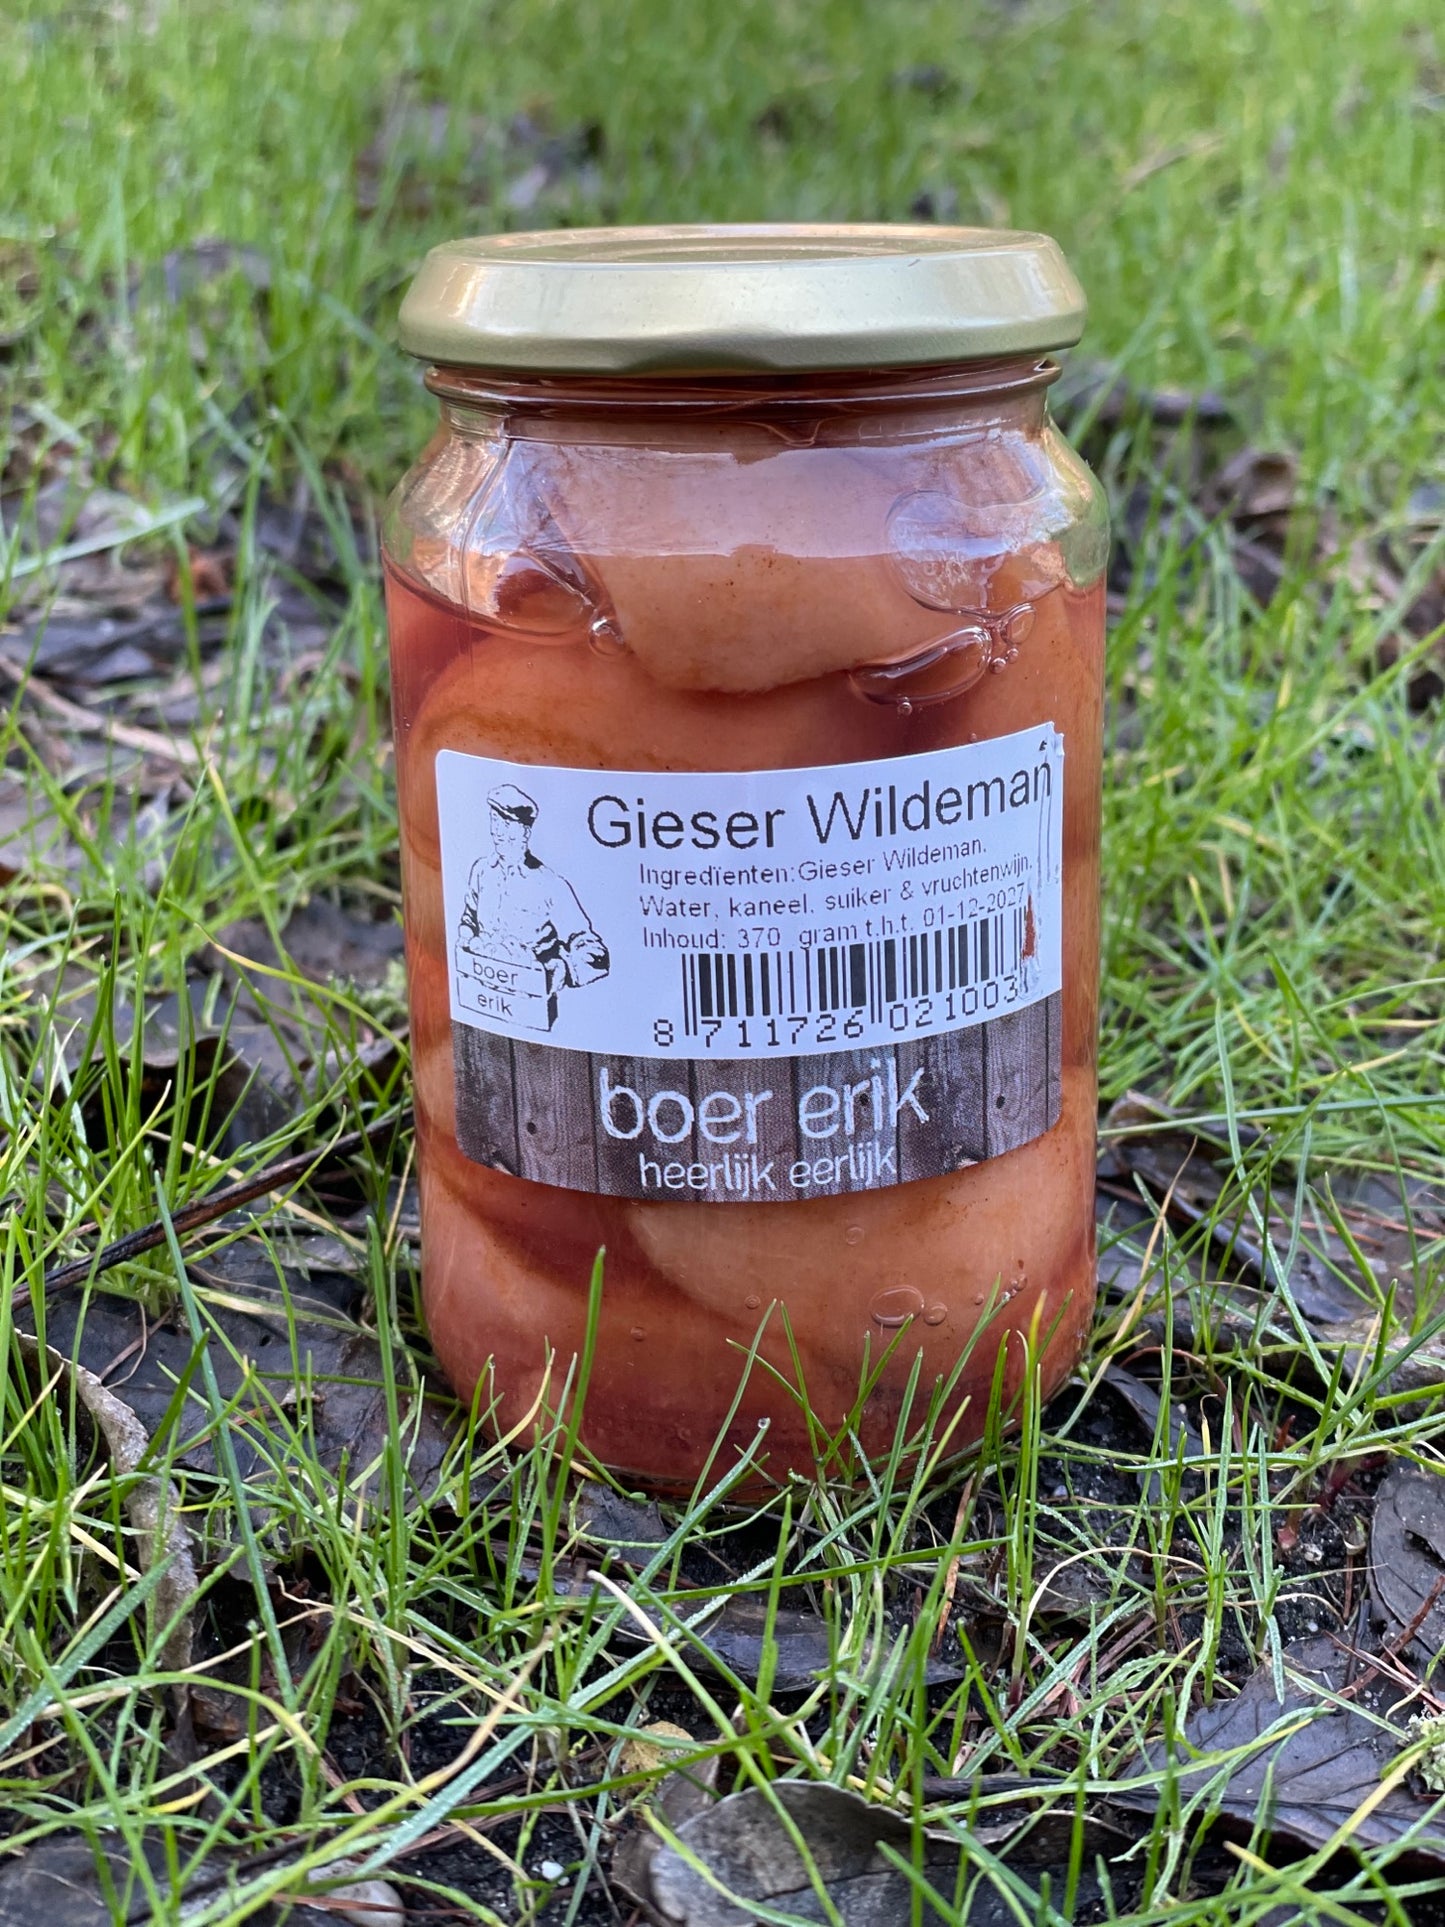 Gieser Wildeman
Ingredïenten:Gieser Wildeman.
Water, kaneel, suiker & vruchtenwijn.
Inhoud: 370 gram t.h.t. 01-12-2027
boer
erik
8 711726 021003
boer erik
heerlijk eerlijk